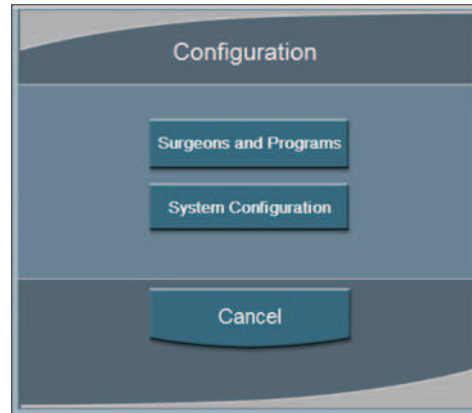 Configuration
Surgeons and Programs
System Configuration
Cancel